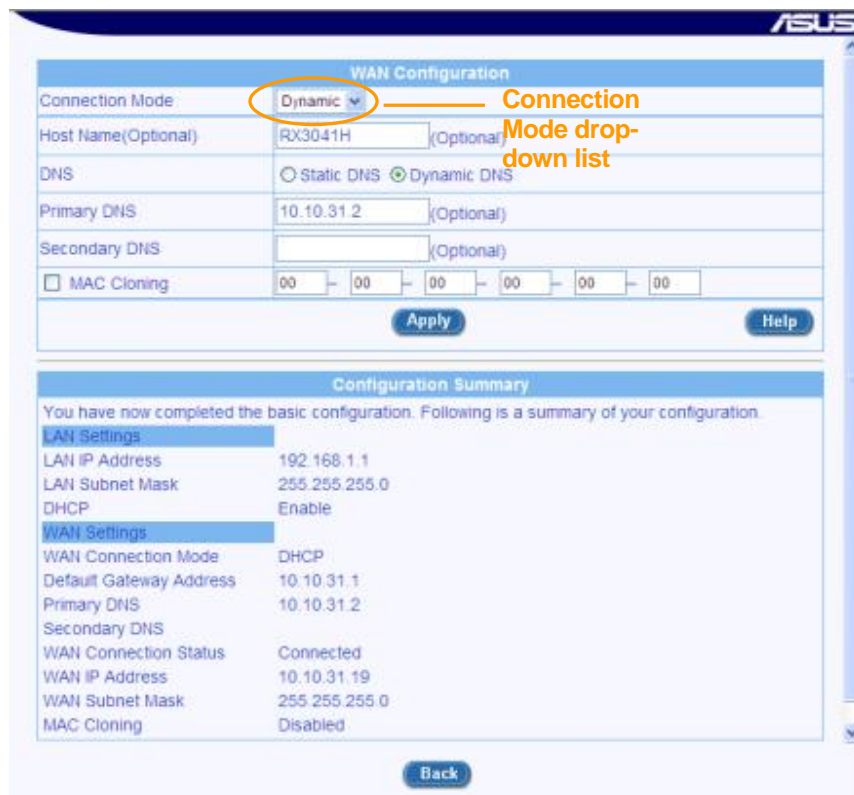 ASUS
WAN Configuration
Connection Mode Dynamic
Connection Mode drop-down list
Host Name(Optional) RX3041H (Optional)
DNS Static DNS Dynamic DNS
Primary DNS 10.10.31.2 (Optional)
Secondary DNS (Optional)
MAC Cloning 00 – 00 – 00 – 00 – 00 – 00
Apply Help
Configuration Summary
You have now completed the basic configuration. Following is a summary of your configuration.
LAN Settings
LAN IP Address 192.168.1.1
LAN Subnet Mask 255.255.255.0
DHCP Enable
WAN Settings
WAN Connection Mode DHCP
Default Gateway Address 10.10.31.1
Primary DNS 10.10.31.2
Secondary DNS
WAN Connection Status Connected
WAN IP Address 10.10.31.19
WAN Subnet Mask 255.255.255.0
MAC Cloning Disabled
Back